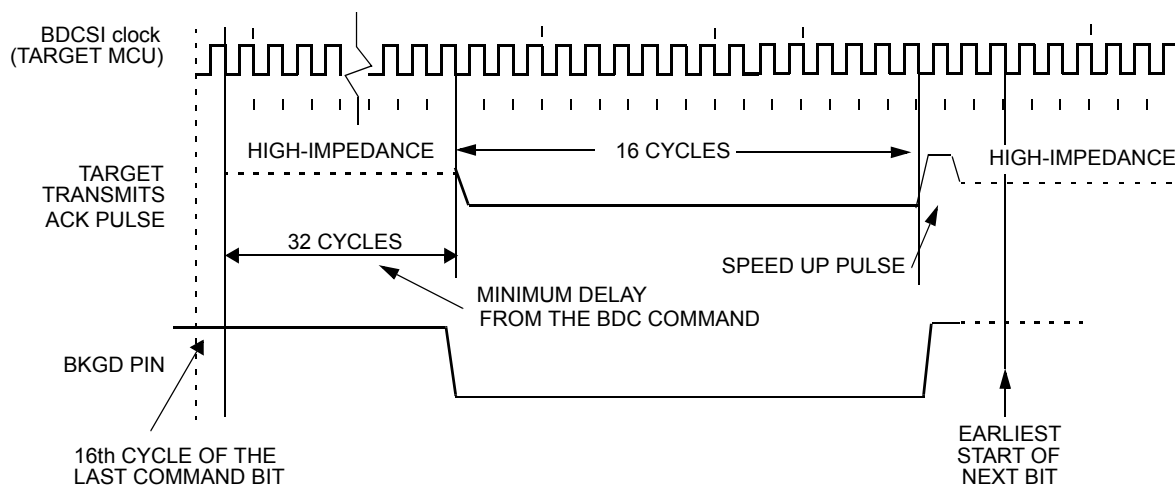 BDCSI clock
(TARGET MCU)
HIGH-IMPEDANCE
16 CYCLES
HIGH-IMPEDANCE
TARGET
TRANSMITS
ACK PULSE
32 CYCLES
SPEED UP PULSE
MINIMUM DELAY
FROM THE BDC COMMAND
BKGD PIN
16th CYCLE OF THE
LAST COMMAND BIT
EARLIEST
START OF
NEXT BIT